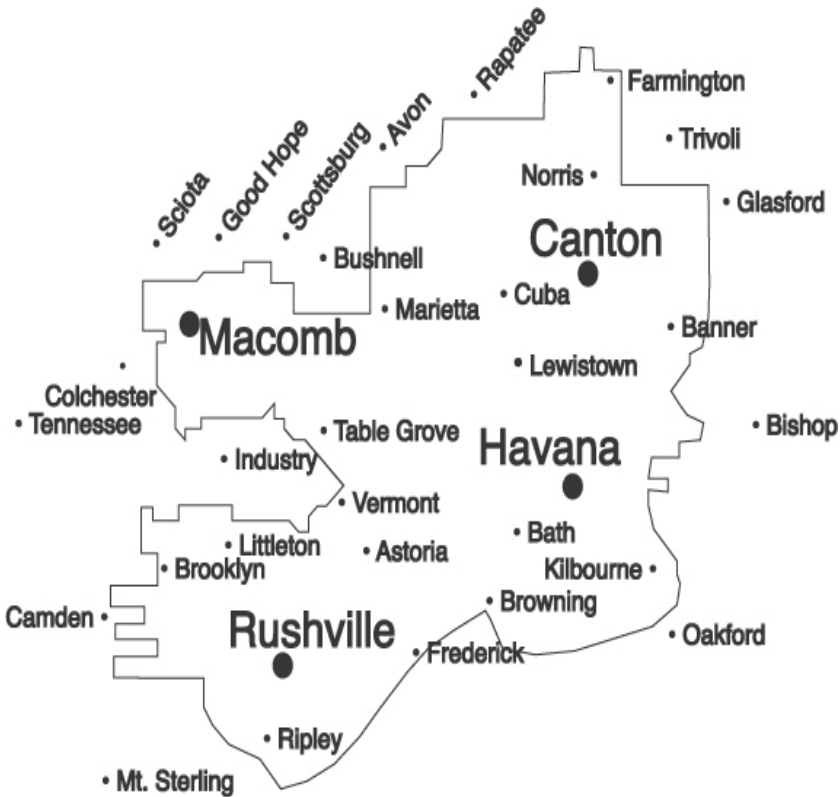 Rapatee
Farmington
Avon
Trivoli
Scottsburg
Good Hope
Sciota
Norris
Glasford
Canton
Bushnell
Cuba
Marietta
Banner
Macomb
Lewistown
Colchester
Tennessee
Table Grove
Bishop
Havana
Industry
Vermont
Bath
Littleton
Astoria
Brooklyn
Kilbourne
Browning
Camden
Rushville
Oakford
Frederick
Ripley
Mt. Sterling